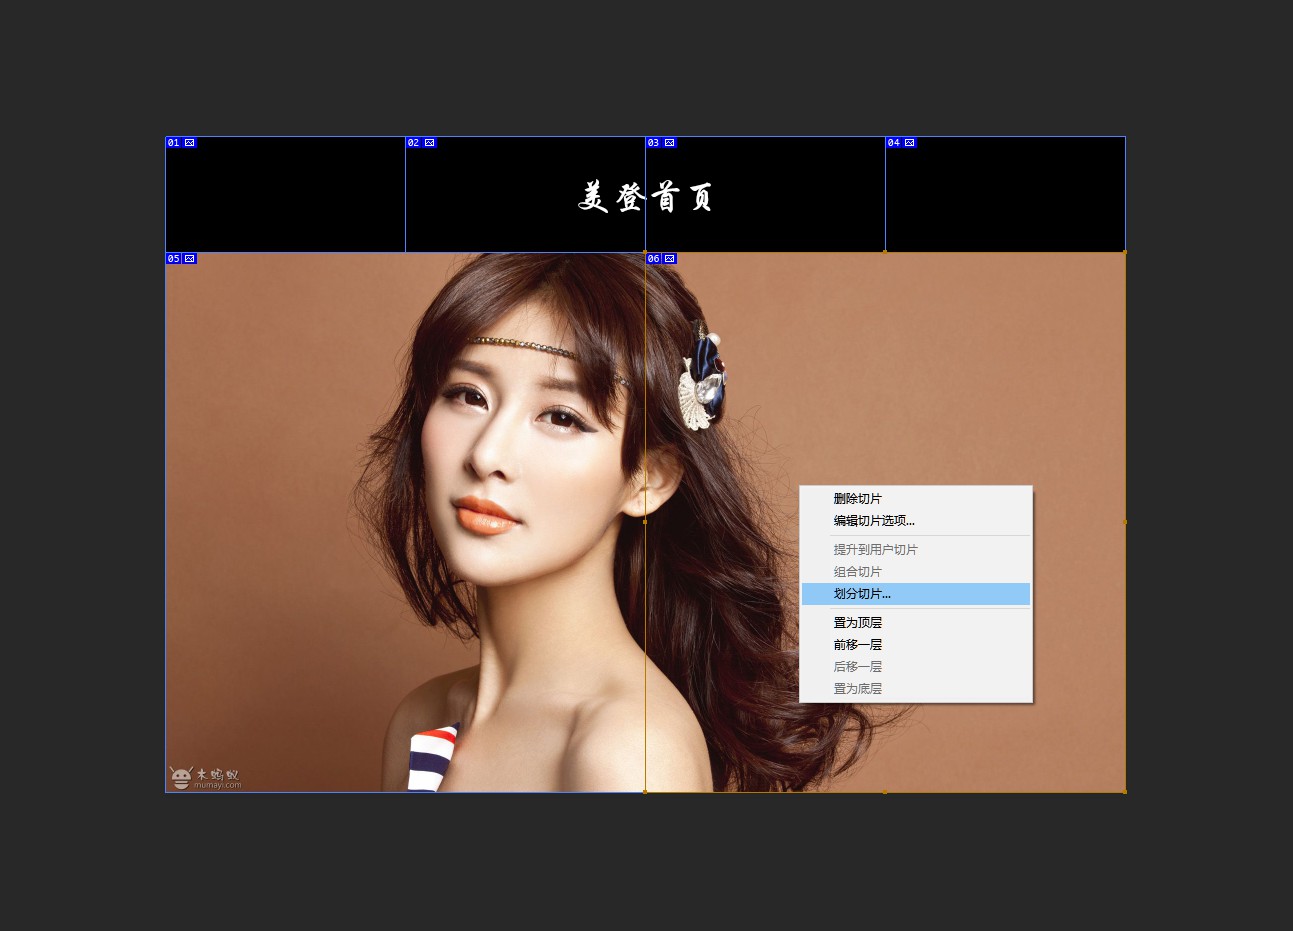 01
02
03
04
美登首页
05
06
删除切片
编辑切片选项...
提升到用户切片
组合切片
划分切片...
置为顶层
前移一层
后移一层
置为底层
木蚂蚁
mumayi.com